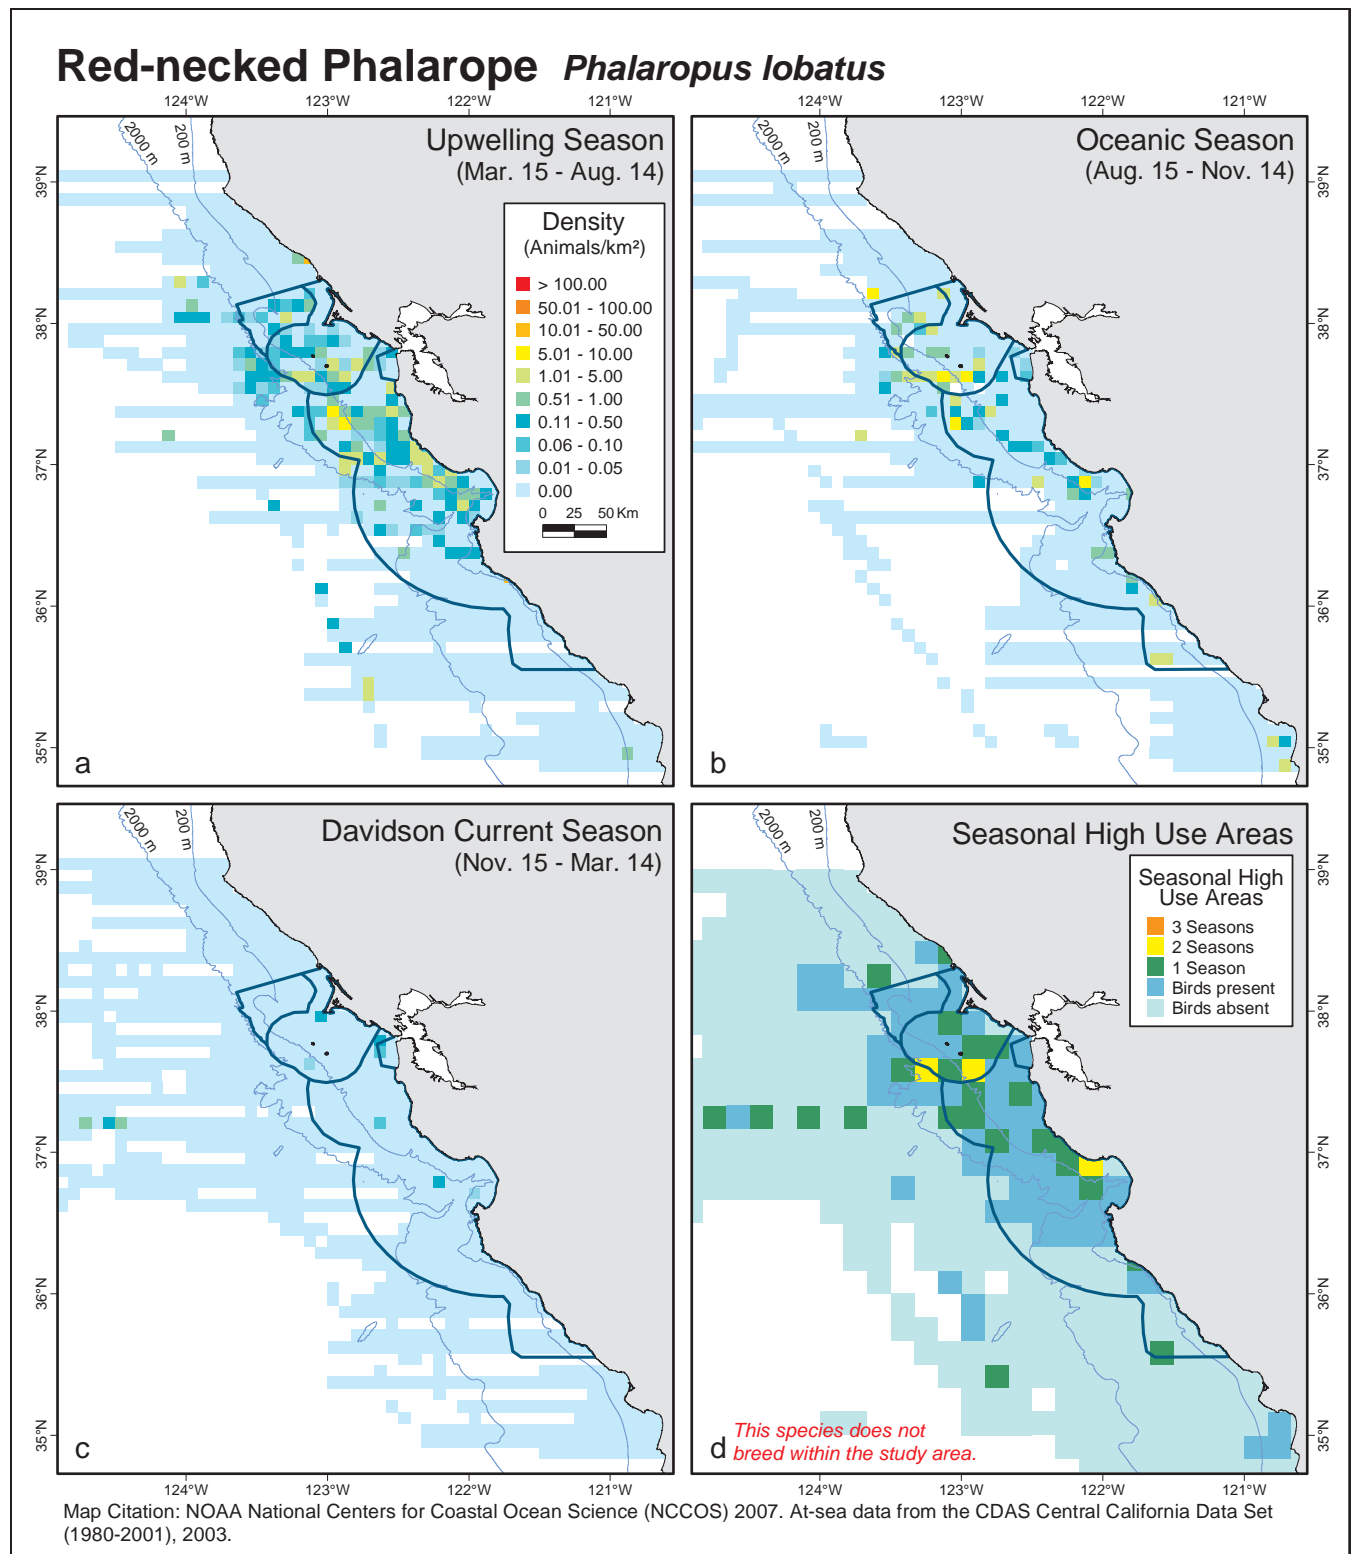 Red-necked Phalarope Phalaropus lobatus
124°W 123°W 122°W 121°W
124°W 123°W 122°W 121°W
2000 m
200 m
Upwelling Season
(Mar. 15 - Aug. 14)
39°N
38°N
37°N
36°N
35°N
Density
(Animals/km²)
> 100.00
50.01 - 100.00
10.01 - 50.00
5.01 - 10.00
1.01 - 5.00
0.51 - 1.00
0.11 - 0.50
0.06 - 0.10
0.01 - 0.05
0.00
0 25 50 Km
a
2000 m
200 m
Oceanic Season
(Aug. 15 - Nov. 14)
39°N
38°N
37°N
36°N
35°N
b
2000 m
200 m
Davidson Current Season
(Nov. 15 - Mar. 14)
39°N
38°N
37°N
36°N
35°N
c
2000 m
200 m
Seasonal High Use Areas
Seasonal High
Use Areas
3 Seasons
2 Seasons
1 Season
Birds present
Birds absent
39°N
38°N
37°N
36°N
35°N
This species does not
breed within the study area.
d
124°W 123°W 122°W 121°W
124°W 123°W 122°W 121°W
Map Citation: NOAA National Centers for Coastal Ocean Science (NCCOS) 2007. At-sea data from the CDAS Central California Data Set
(1980-2001), 2003.